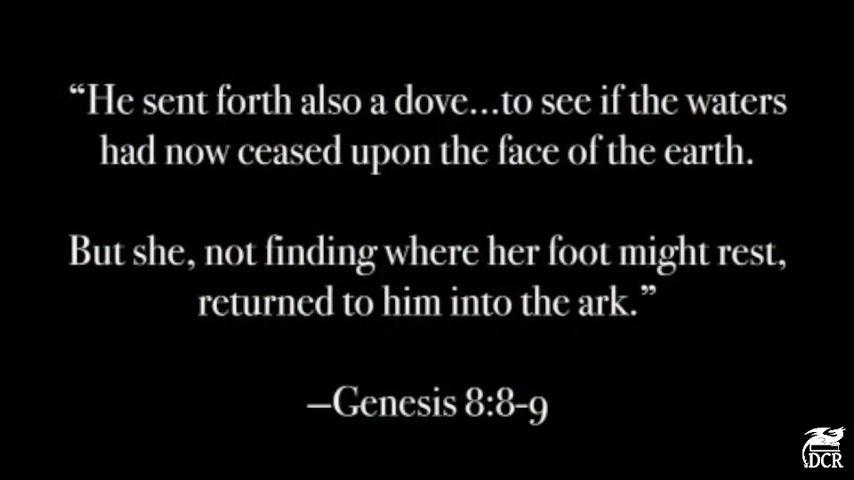 “He sent forth also a dove...to see if the waters
had now ceased upon the face of the earth.
But she, not finding where her foot might rest,
returned to him into the ark.”
–Genesis 8:8-9
DCR